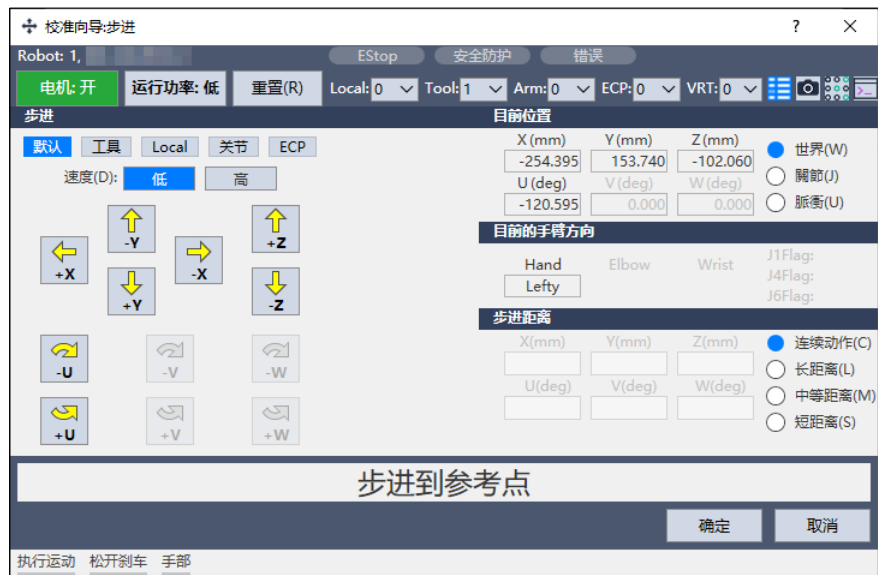 校准向导:步进 ? ×
Robot: 1, EStop 安全防护 错误
电机: 开 运行功率: 低 重置(R) Local: 0 Tool: 1 Arm: 0 ECP: 0 VRT: 0
步进 目前位置
默认 工具 Local 关节 ECP
速度(D): 低 高
X (mm) Y (mm) Z (mm)
-254.395 153.740 -102.060
U (deg) V (deg) W (deg)
-120.595 0.000 0.000
世界(W)
關節(J)
脈衝(U)
-Y +Z
+X -X
+Y -Z
目前的手臂方向
Hand Elbow Wrist
Lefty
J1Flag:
J4Flag:
J6Flag:
步进距离
X(mm) Y(mm) Z(mm)
U(deg) V(deg) W(deg)
连续动作(C)
长距离(L)
中等距离(M)
短距离(S)
-U -V -W
+U +V +W
步进到参考点
确定 取消
执行运动 松开刹车 手部